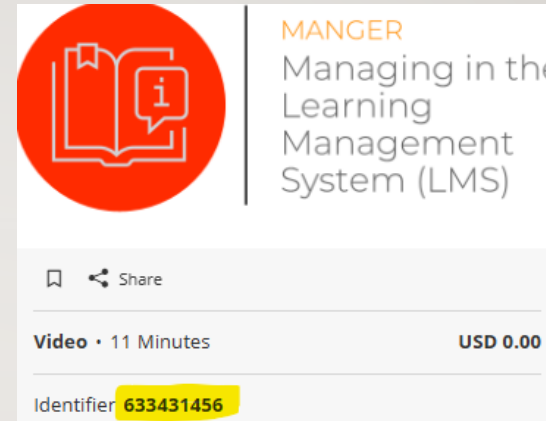 MANGER
Managing in the
Learning
Management
System (LMS)
i
Share
Video • 11 Minutes USD 0.00
Identifier 633431456